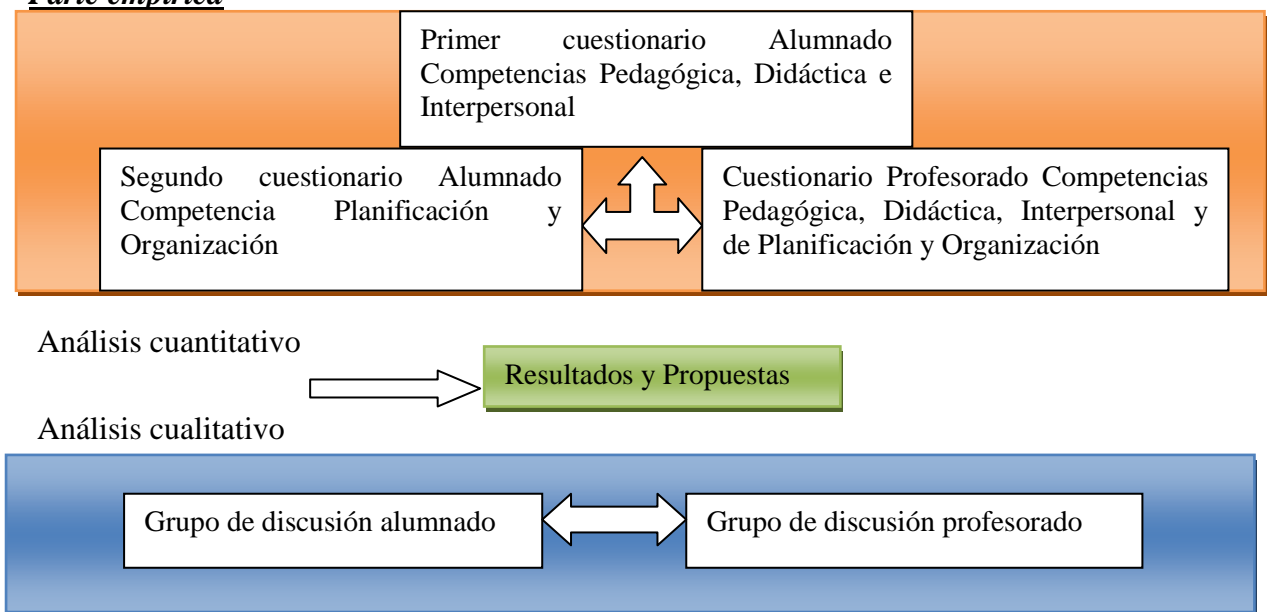 Parte empírica
Primer cuestionario Alumnado
Competencias Pedagógica, Didáctica e
Interpersonal
Segundo cuestionario Alumnado
Competencia Planificación y
Organización
Cuestionario Profesorado Competencias
Pedagógica, Didáctica, Interpersonal y
de Planificación y Organización
Análisis cuantitativo
Resultados y Propuestas
Análisis cualitativo
Grupo de discusión alumnado
Grupo de discusión profesorado